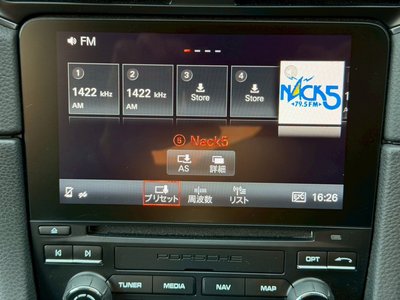 FM
1 2 3 4
1422 kHz 1422 kHz Store Store
AM AM
NACK5
79.5 FM
5 Nack5
AS 詳細
プリセット 周波数 リスト 16:26
PORSCHE
OPT
TUNER MEDIA NAV MAP